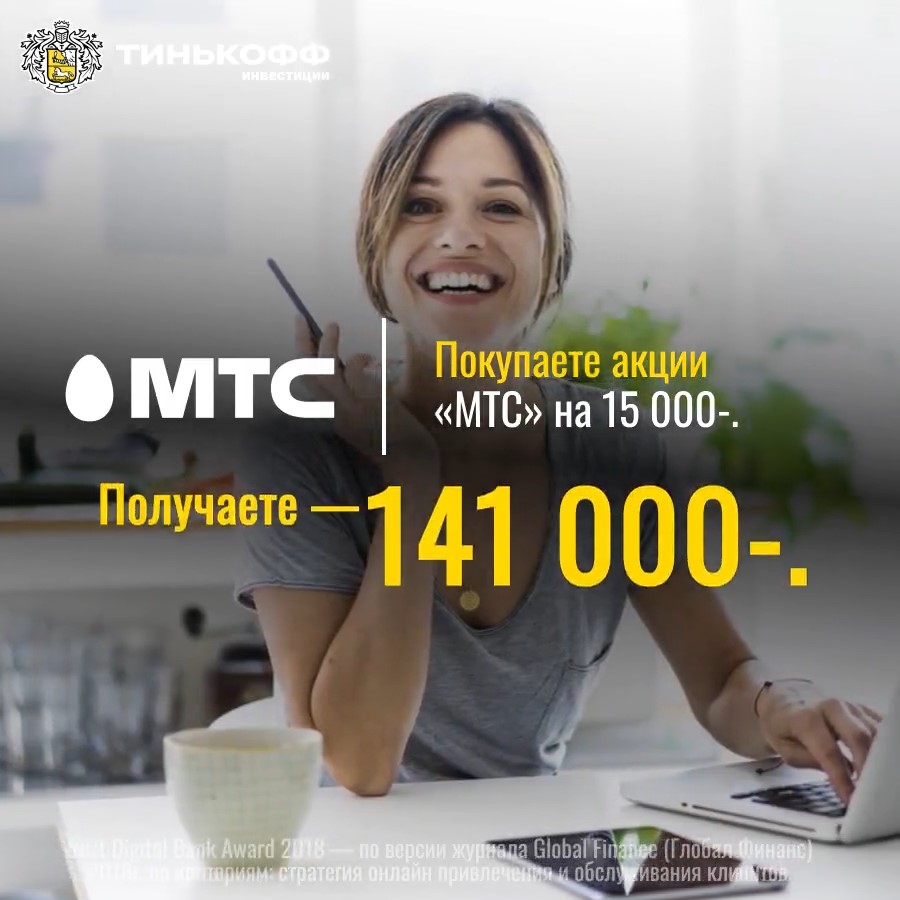 ТИНЬКОФФ
инвестиции
МТС
Покупаете акции
«МТС» на 15 000-.
Получаете —141 000-.
Digital Bank Award 2018 — по версии журнала Global Finance (Глобал Финанс)
по критериям: стратегия онлайн привлечения и обслуживания клиентов